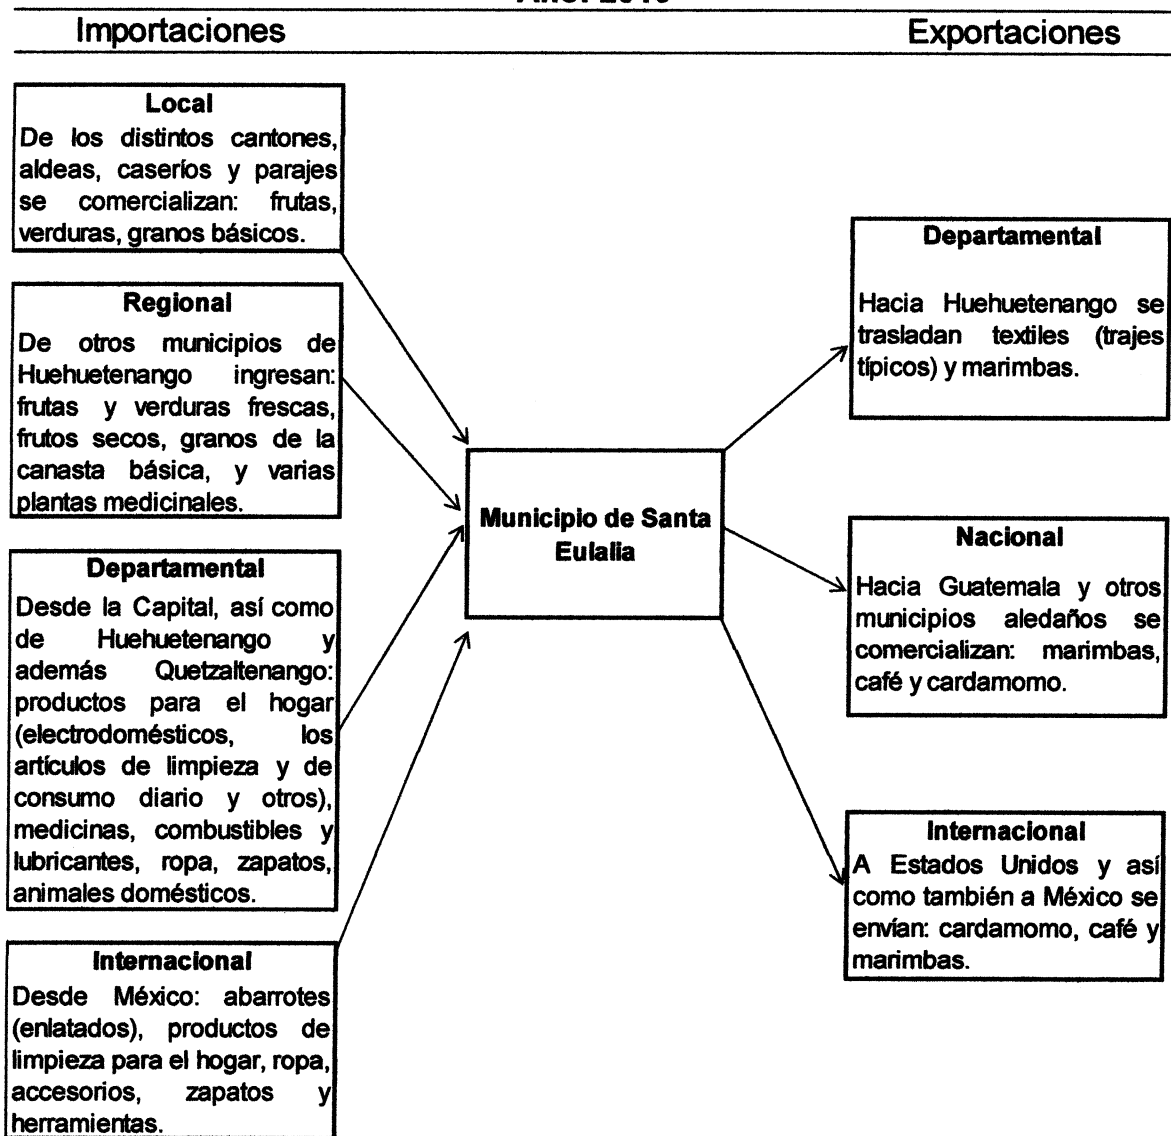 Importaciones
Exportaciones
Local
De los distintos cantones,
aldeas, caseríos y parajes
se comercializan: frutas,
verduras, granos básicos.
Regional
De otros municipios de
Huehuetenango ingresan:
frutas y verduras frescas,
frutos secos, granos de la
canasta básica, y varias
plantas medicinales.
Departamental
Desde la Capital, así como
de Huehuetenango y
además Quetzaltenango:
productos para el hogar
(electrodomésticos, los
artículos de limpieza y de
consumo diario y otros),
medicinas, combustibles y
lubricantes, ropa, zapatos,
animales domésticos.
Internacional
Desde México: abarrotes
(enlatados), productos de
limpieza para el hogar, ropa,
accesorios, zapatos y
herramientas.
Municipio de Santa
Eulalia
Departamental
Hacia Huehuetenango se
trasladan textiles (trajes
típicos) y marimbas.
Nacional
Hacia Guatemala y otros
municipios aledaños se
comercializan: marimbas,
café y cardamomo.
Internacional
A Estados Unidos y así
como también a México se
envían: cardamomo, café y
marimbas.